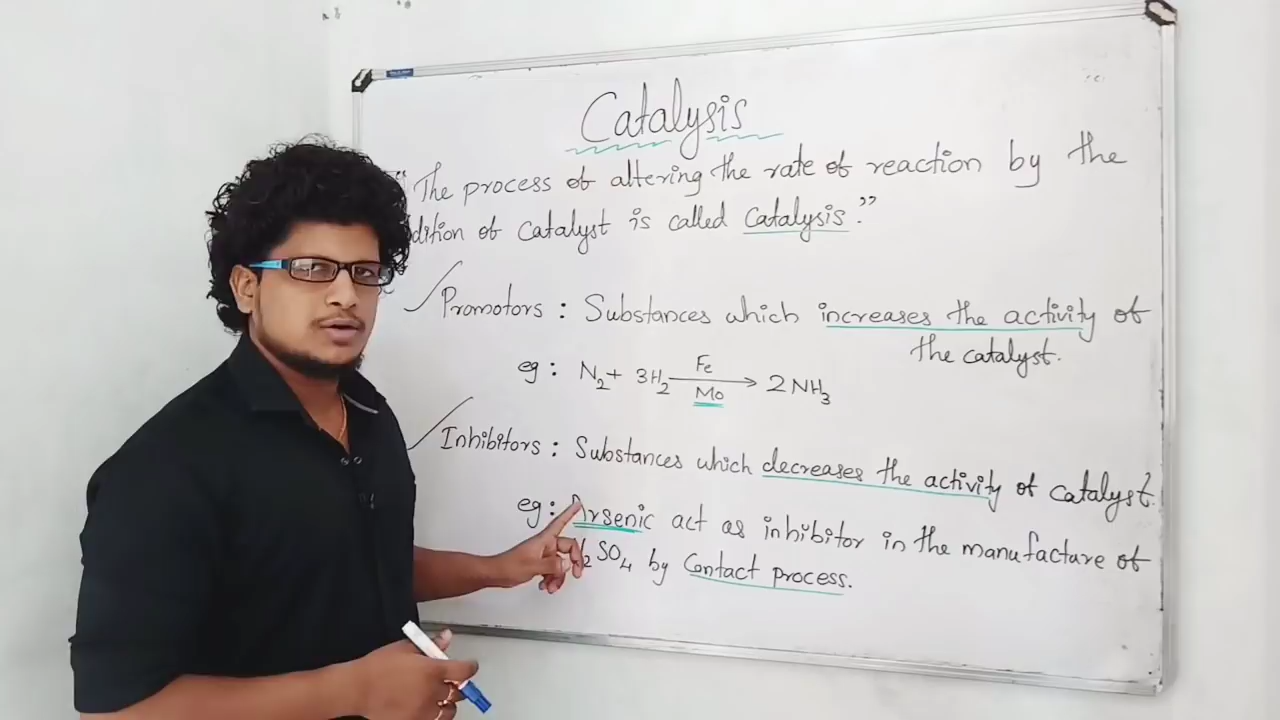 Catalysis
"The process of altering the rate of reaction by the
dition of catalyst is called catalysis."
Promotors : Substances which increases the activity of
the catalyst.
eg : N₂ + 3H₂ Fe Mo → 2NH₃
Inhibitors : Substances which decreases the activity of catalyst.
eg : Arsenic act as inhibitor in the manufacture of
H₂SO₄ by Contact process.